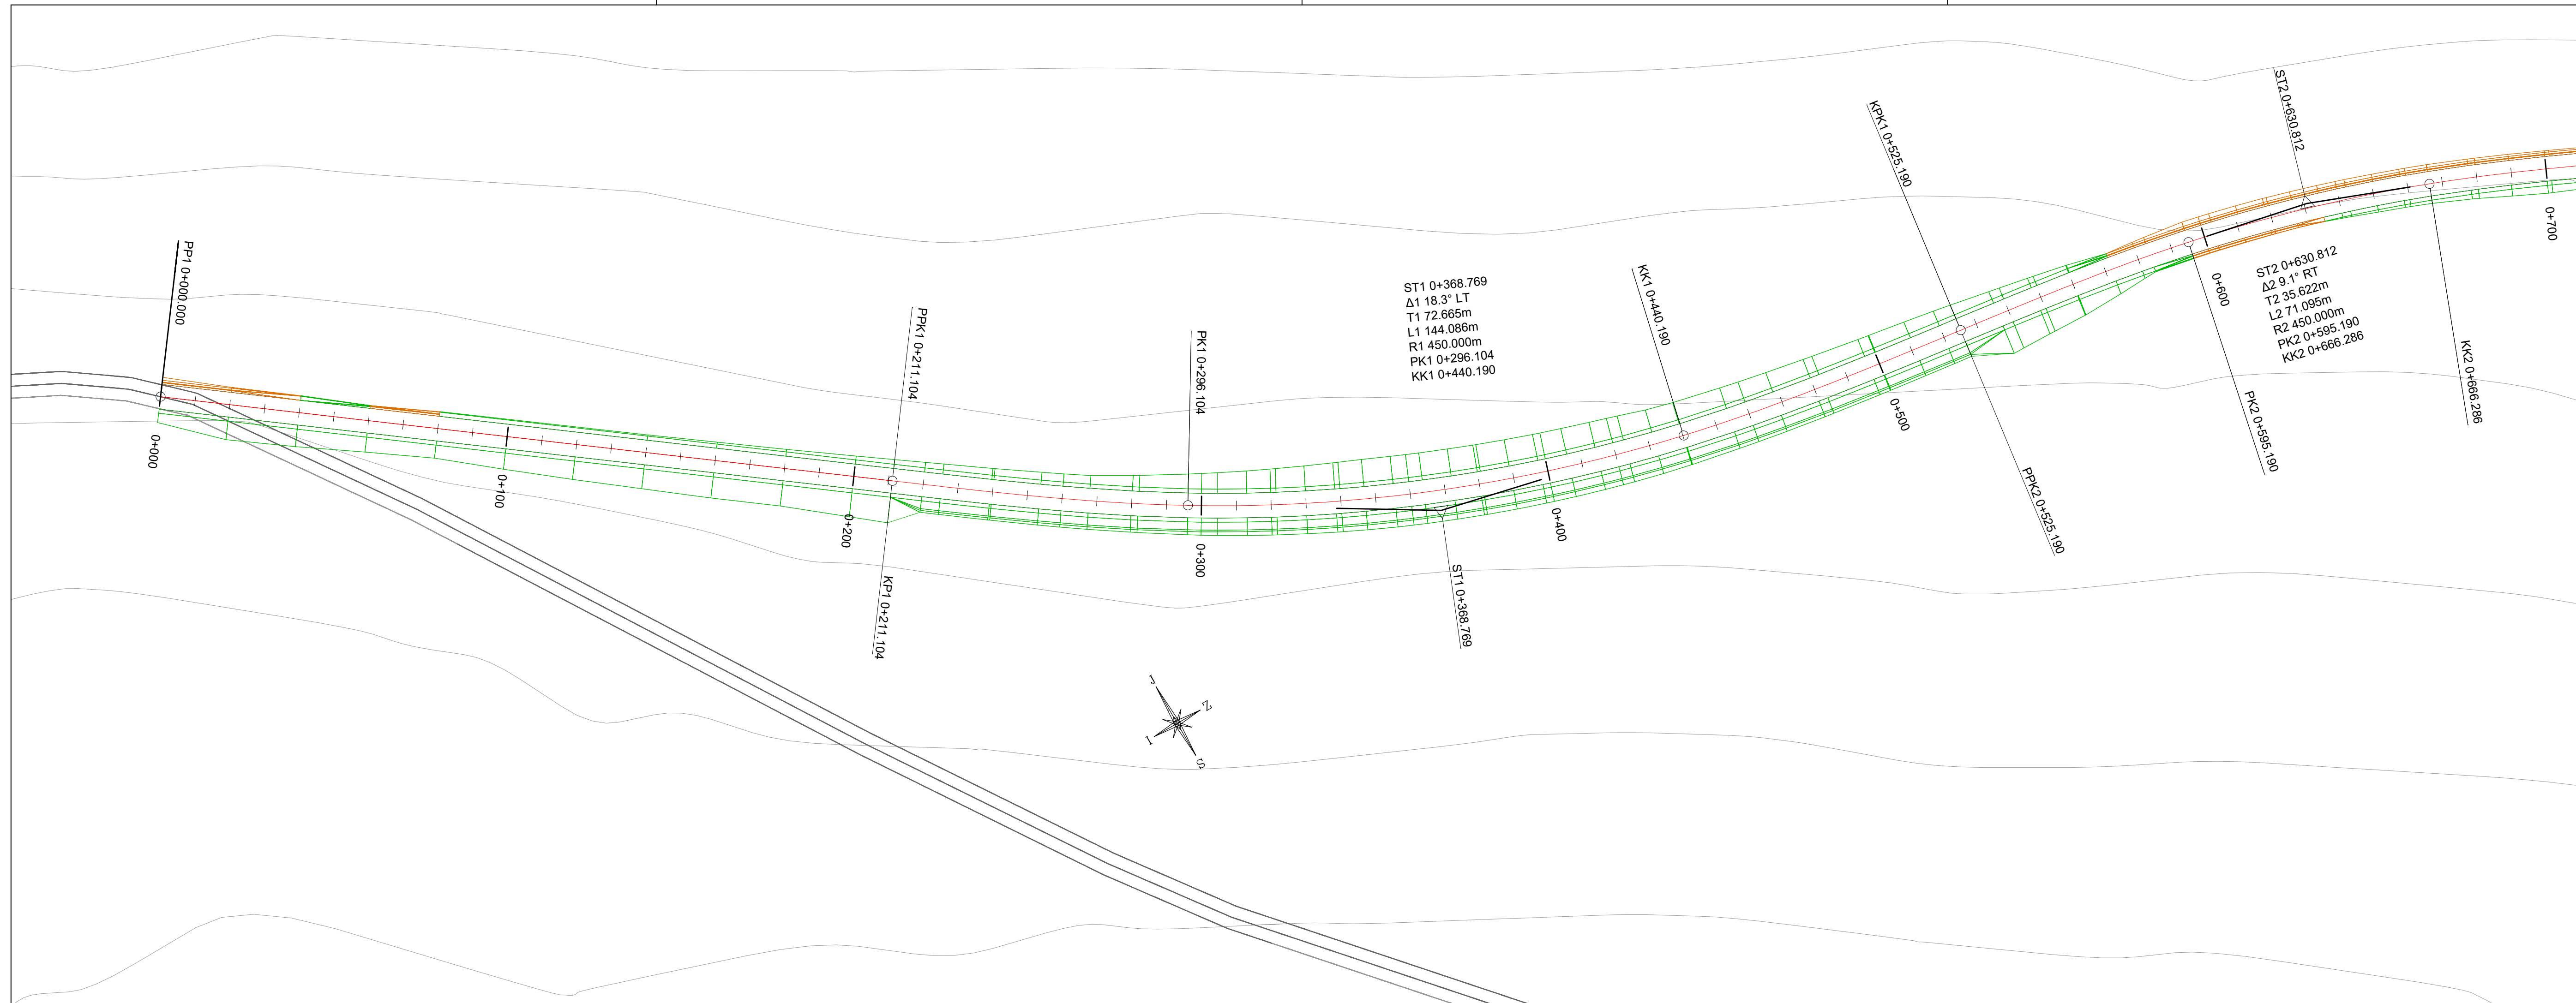 PP1 0+000.000
0+000
0+100
0+200
PPK1 0+211.104
KP1 0+211.104
PK1 0+296.104
0+300
ST1 0+368.769
Δ1 18.3° LT
T1 72.665m
L1 144.086m
R1 450.000m
PK1 0+296.104
KK1 0+440.190
ST1 0+368.769
0+400
KK1 0+440.190
0+500
KPK1 0+525.190
PPK2 0+525.190
PK2 0+595.190
0+600
ST2 0+630.812
ST2 0+630.812
Δ2 9.1° RT
T2 35.622m
L2 71.095m
R2 450.000m
PK2 0+595.190
KK2 0+666.286
KK2 0+666.286
0+700
J
Z
I
S